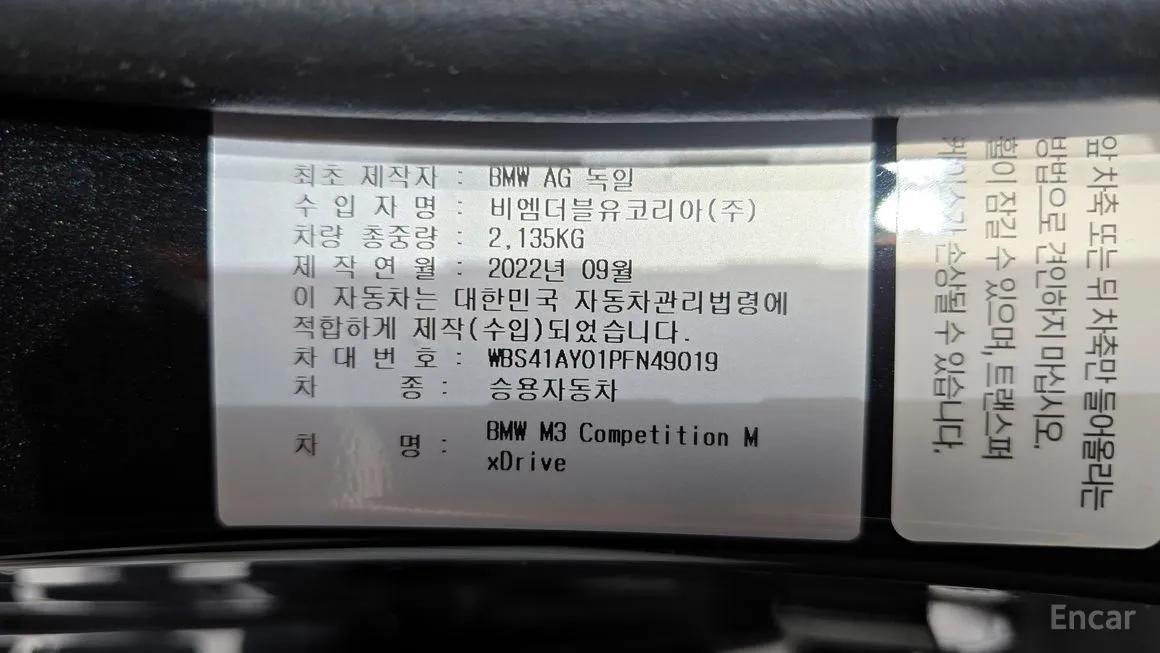 최초 제작자 : BMW AG 독일
수 입 자 명 : 비엠더블유코리아(주)
차량 총중량 : 2,135KG
제 작 연 월 : 2022년 09월
이 자동차는 대한민국 자동차관리법령에
적합하게 제작(수입)되었습니다.
차 대 번 호 : WBS41AY01PFN49019
차 종 : 승용자동차
차 명 : BMW M3 Competition M
xDrive
앞 차축 또는 뒤 차축만 들어올리는
방법으로 견인하지 마십시오.
휠이 잠길 수 있으며, 트랜스퍼
케이스가 손상될 수 있습니다.
Encar